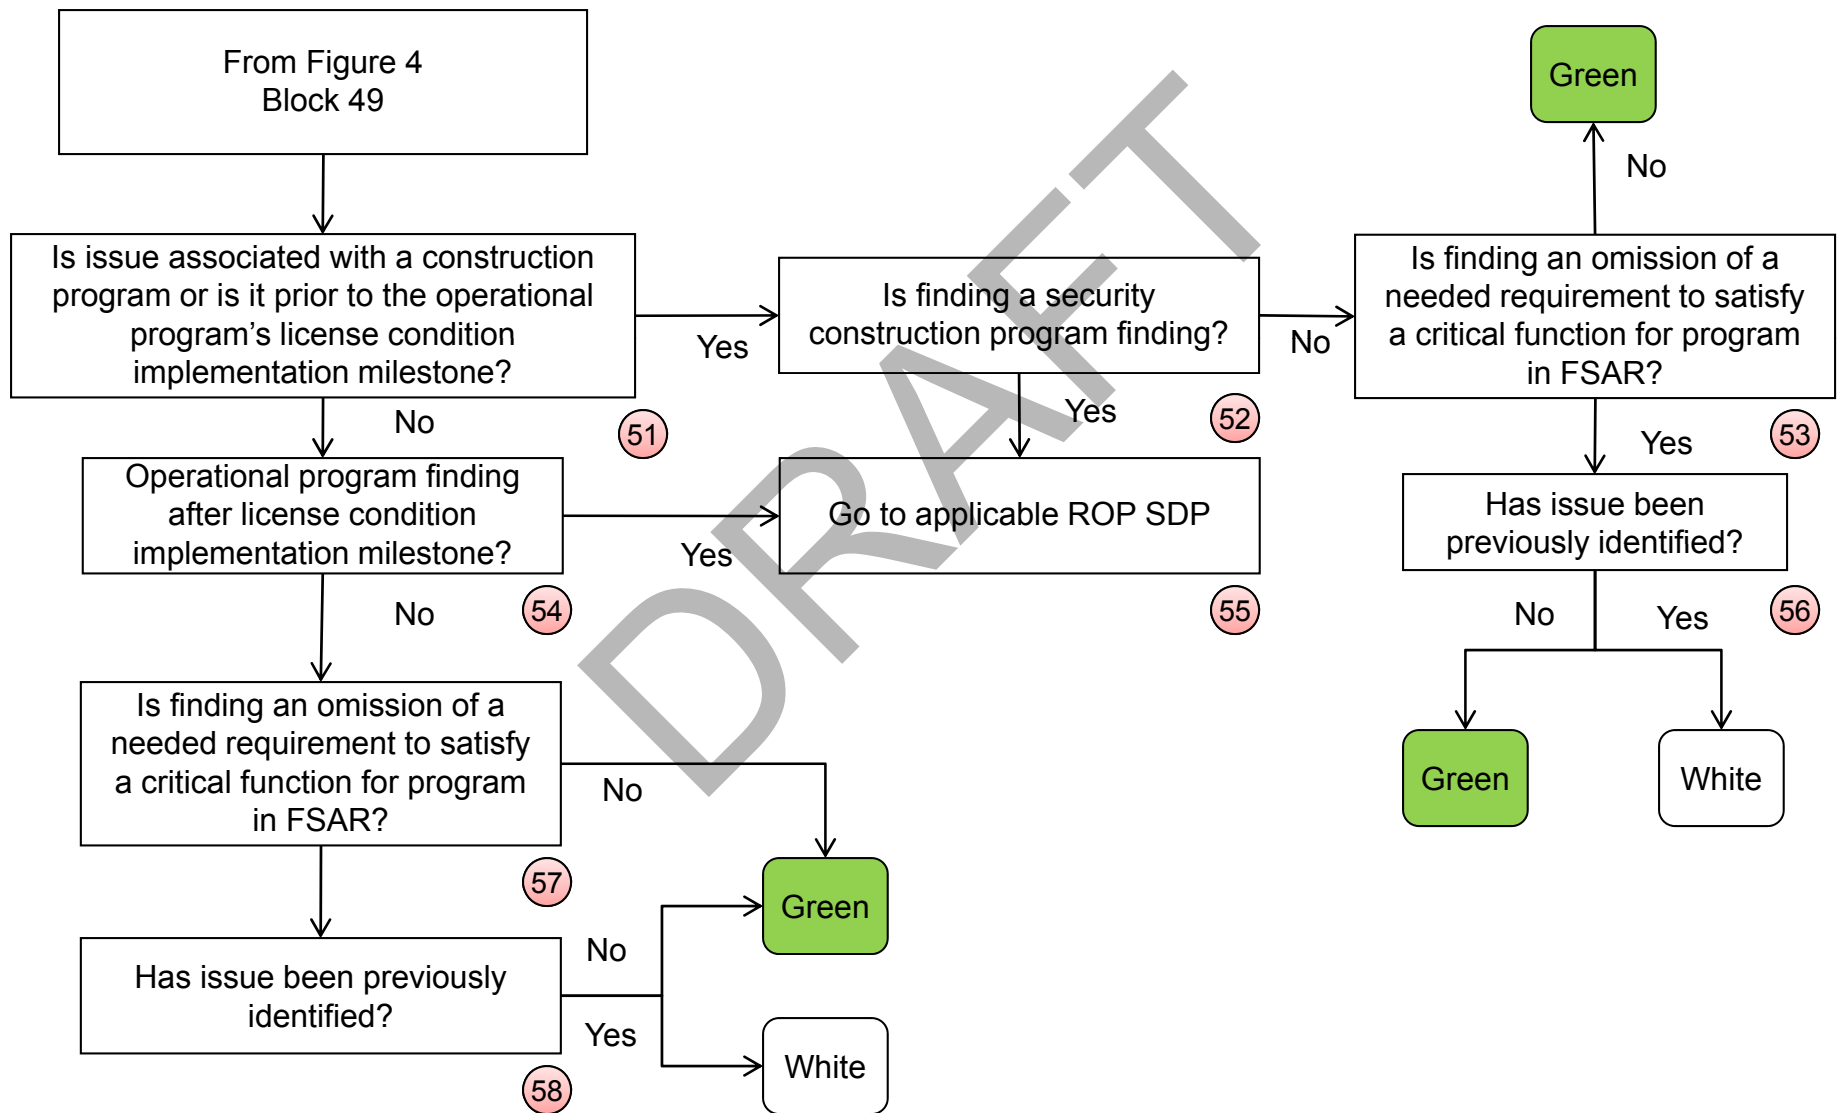 From Figure 4
Block 49
Green
No
Is issue associated with a construction
program or is it prior to the operational
program’s license condition
implementation milestone?
Yes
Is finding a security
construction program finding?
No
Is finding an omission of a
needed requirement to satisfy
a critical function for program
in FSAR?
No
51
Yes
52
Yes
53
Operational program finding
after license condition
implementation milestone?
Yes
Go to applicable ROP SDP
Has issue been
previously identified?
No
54
55
No
Yes
56
Is finding an omission of a
needed requirement to satisfy
a critical function for program
in FSAR?
No
Green
White
57
Green
Has issue been previously
identified?
No
Yes
White
58
DRAFT